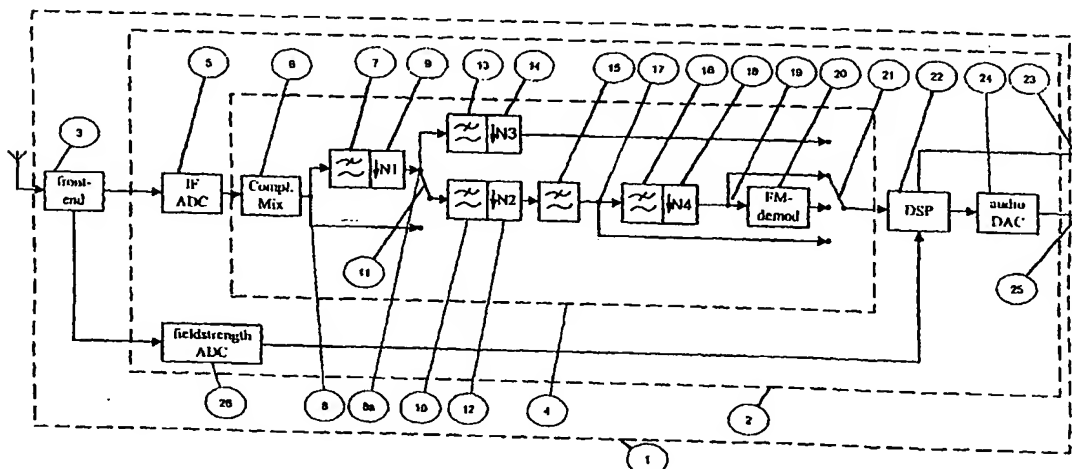 5 6 7 9 13 14 15 17 16 18 19 20 21 22 24 23
3
front-
end
IF
ADC
Compl.
Mix
↓N1
↓N3
↓N2
↓N4
FM-
demod
DSP
audio
DAC
11
25
fieldstrength
ADC
26 8 8a 10 12 4 2
1